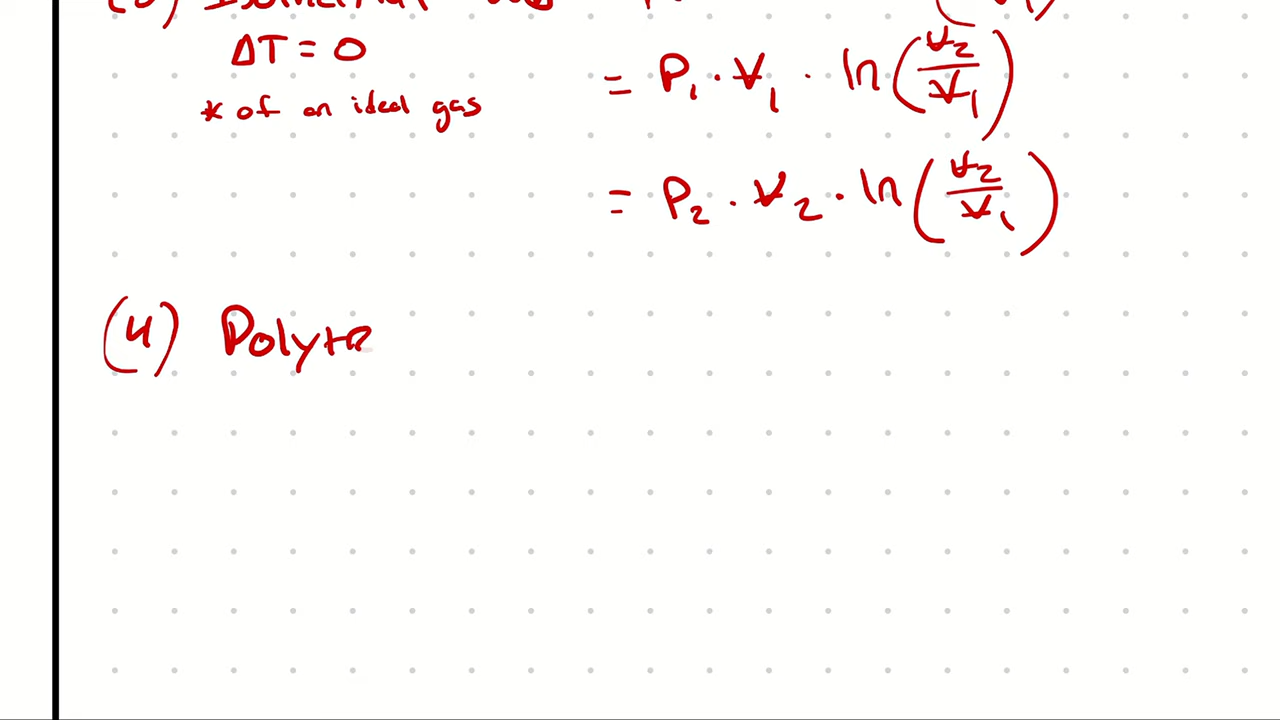 ΔT = 0
= P₁ · V₁ · ln(V₂/V₁)
* of an ideal gas
= P₂ · V₂ · ln(V₂/V₁)
(4) Polytr